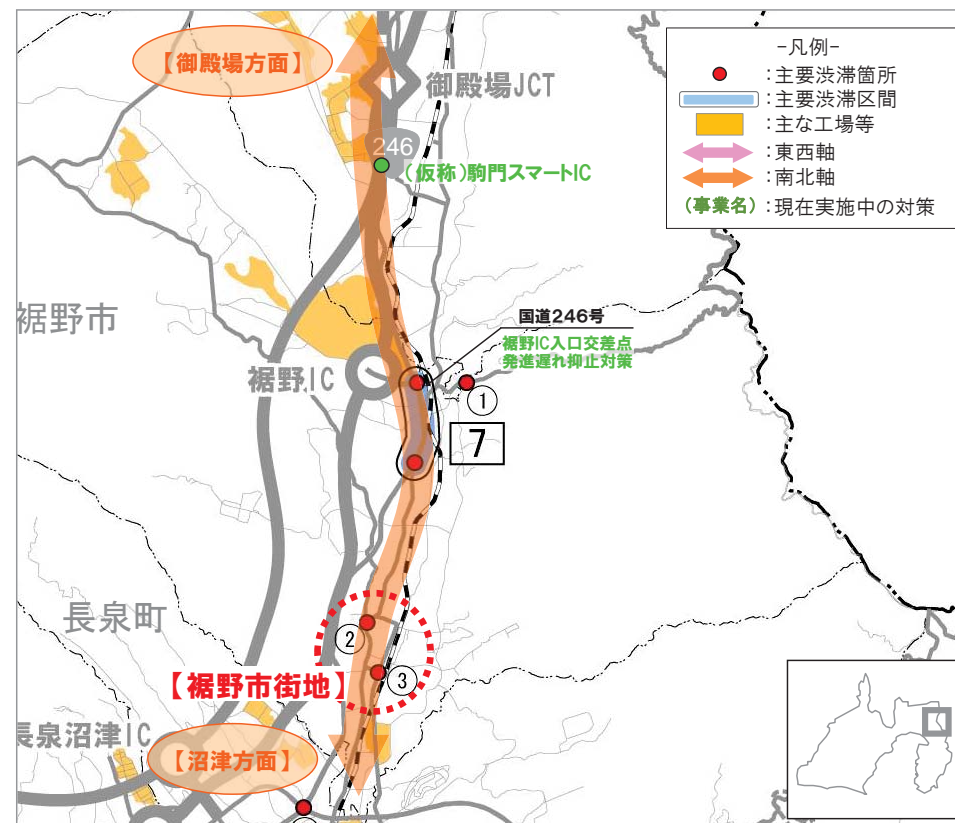 【御殿場方面】
御殿場JCT
246
(仮称)駒門スマートIC
-凡例-
:主要渋滞箇所
:主要渋滞区間
:主な工場等
:東西軸
:南北軸
(事業名):現在実施中の対策
裾野市
国道246号
裾野IC入口交差点
発進遅れ抑止対策
裾野IC
①
7
長泉町
②
③
【裾野市街地】
長泉沼津IC
【沼津方面】